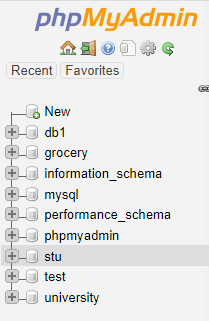 phpMyAdmin
Recent Favorites
New
db1
grocery
information_schema
mysql
performance_schema
phpmyadmin
stu
test
university